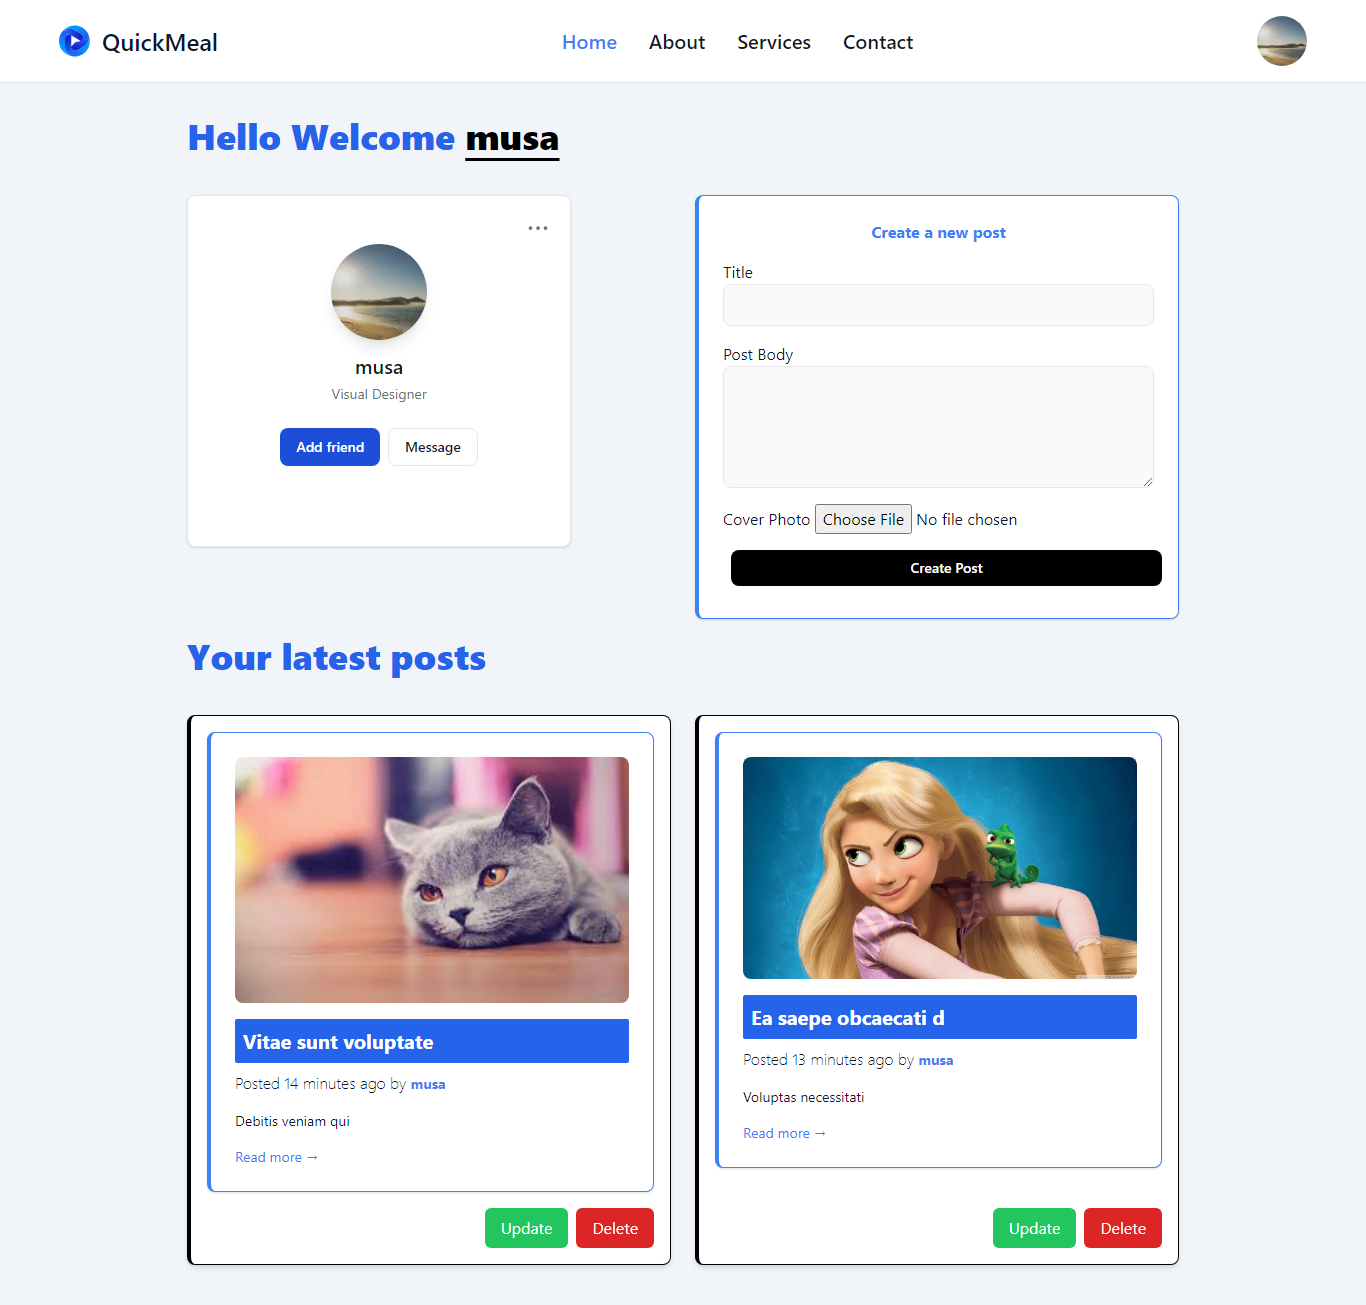 QuickMeal
Home About Services Contact
Hello Welcome musa
musa
Visual Designer
Add friend Message
Create a new post
Title
Post Body
Cover Photo Choose File No file chosen
Create Post
Your latest posts
Vitae sunt voluptate
Posted 14 minutes ago by musa
Debitis veniam qui
Read more →
Update Delete
Ea saepe obcaecati d
Posted 13 minutes ago by musa
Voluptas necessitati
Read more →
Update Delete